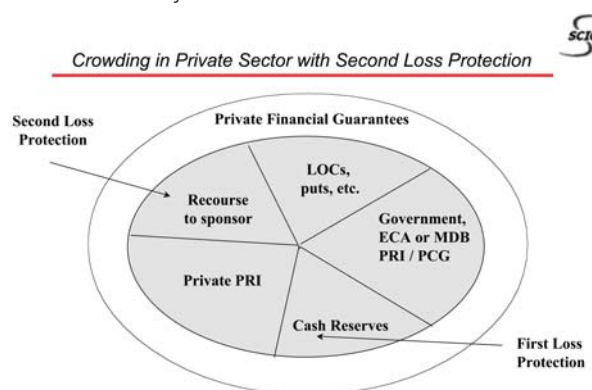 SCIC
Crowding in Private Sector with Second Loss Protection
Second Loss
Protection
Private Financial Guarantees
LOCs,
puts, etc.
Recourse
to sponsor
Government,
ECA or MDB
PRI / PCG
Private PRI
Cash Reserves
First Loss
Protection